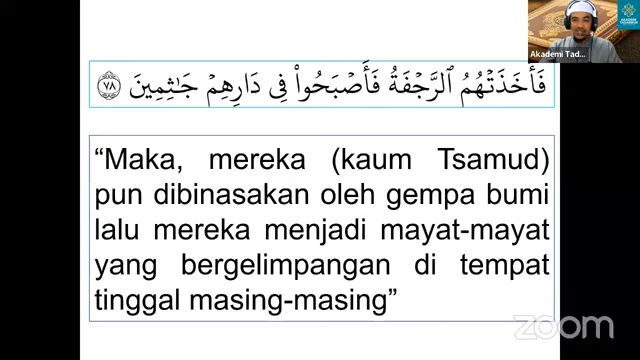 فَأَخَذَتْهُمُ ٱلرَّجْفَةُ فَأَصْبَحُوا۟ فِى دَارِهِمْ جَـٰثِمِينَ ٧٨
“Maka, mereka (kaum Tsamud)
pun dibinasakan oleh gempa bumi
lalu mereka menjadi mayat-mayat
yang bergelimpangan di tempat
tinggal masing-masing”
Akademi Tad...
zoom